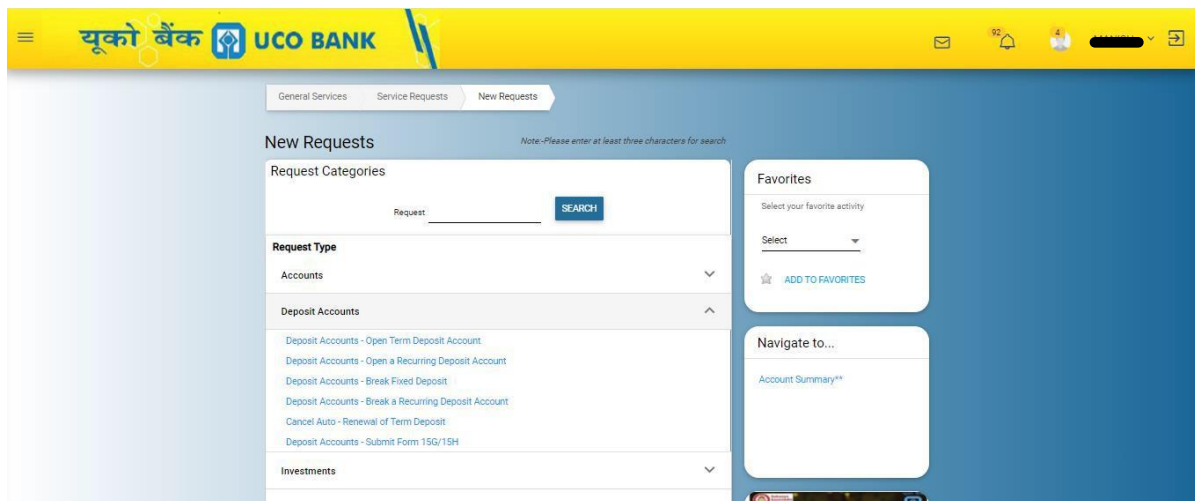 यूको बैंक UCO BANK
92
4
General Services Service Requests New Requests
New Requests
Note:-Please enter at least three characters for search
Request Categories
Request
SEARCH
Request Type
Accounts
Deposit Accounts
Deposit Accounts - Open Term Deposit Account
Deposit Accounts - Open a Recurring Deposit Account
Deposit Accounts - Break Fixed Deposit
Deposit Accounts - Break a Recurring Deposit Account
Cancel Auto - Renewal of Term Deposit
Deposit Accounts - Submit Form 15G/15H
Investments
Favorites
Select your favorite activity
Select
ADD TO FAVORITES
Navigate to...
Account Summary**